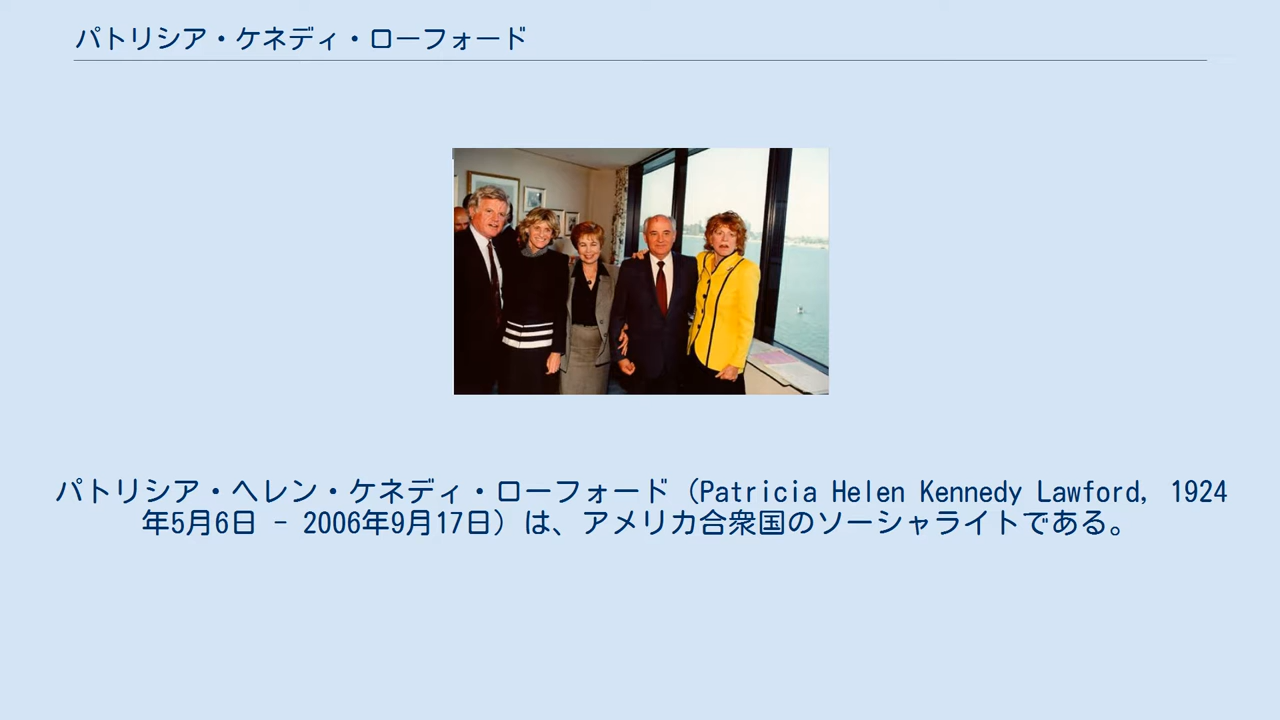 パトリシア・ケネディ・ローフォード
パトリシア・ヘレン・ケネディ・ローフォード（Patricia Helen Kennedy Lawford, 1924
年5月6日 - 2006年9月17日）は、アメリカ合衆国のソーシャライトである。